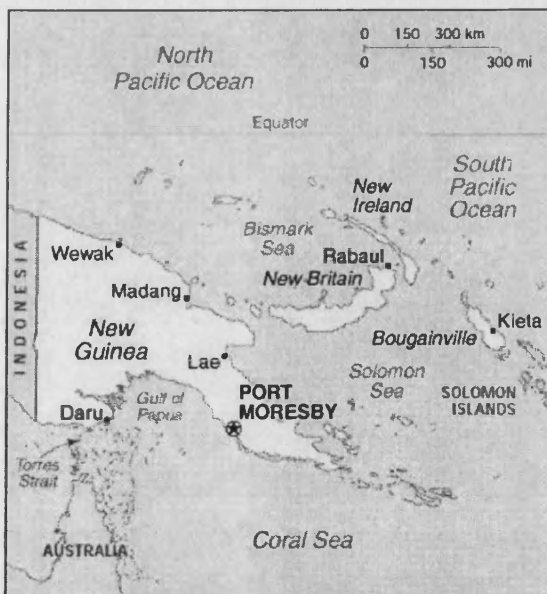 North
Pacific Ocean
0 150 300 km
0 150 300 mi
Equator
South
Pacific
Ocean
New
Ireland
Bismark
Sea
Wewak
Rabaul
New Britain
Madang
INDONESIA
New
Guinea
Kieta
Bougainville
Lae
Solomon
Sea
SOLOMON
ISLANDS
Gulf of
Papua
PORT
MORESBY
Daru
Torres
Strait
AUSTRALIA
Coral Sea